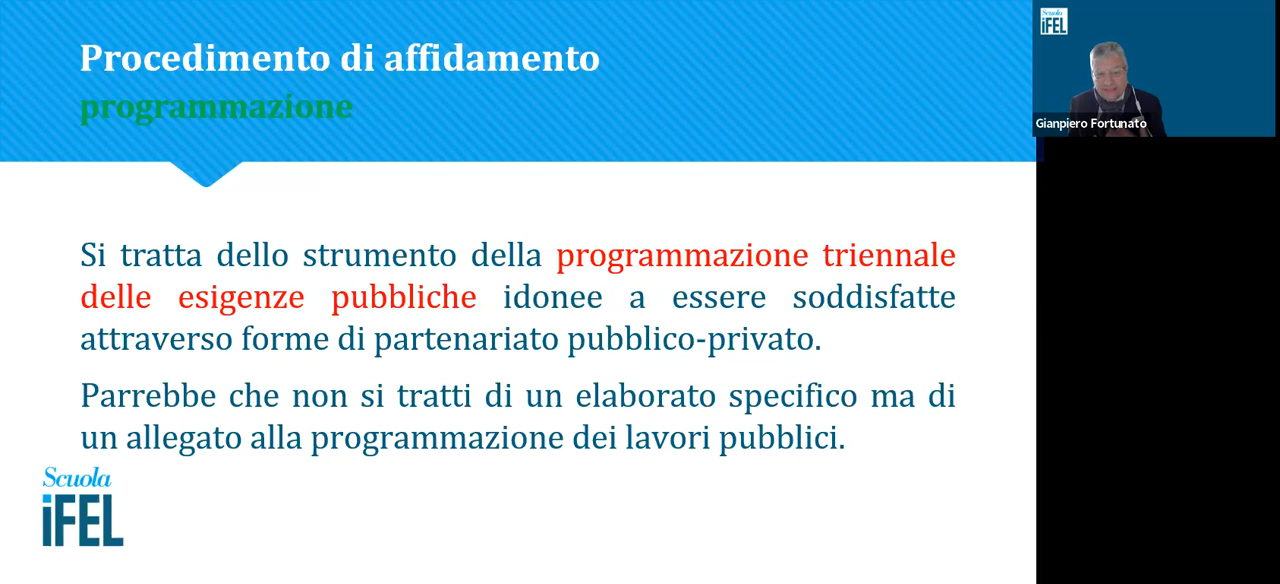 Procedimento di affidamento
programmazione
Si tratta dello strumento della programmazione triennale
delle esigenze pubbliche idonee a essere soddisfatte
attraverso forme di partenariato pubblico-privato.
Parrebbe che non si tratti di un elaborato specifico ma di
un allegato alla programmazione dei lavori pubblici.
Scuola
iFEL
Scuola
iFEL
Gianpiero Fortunato